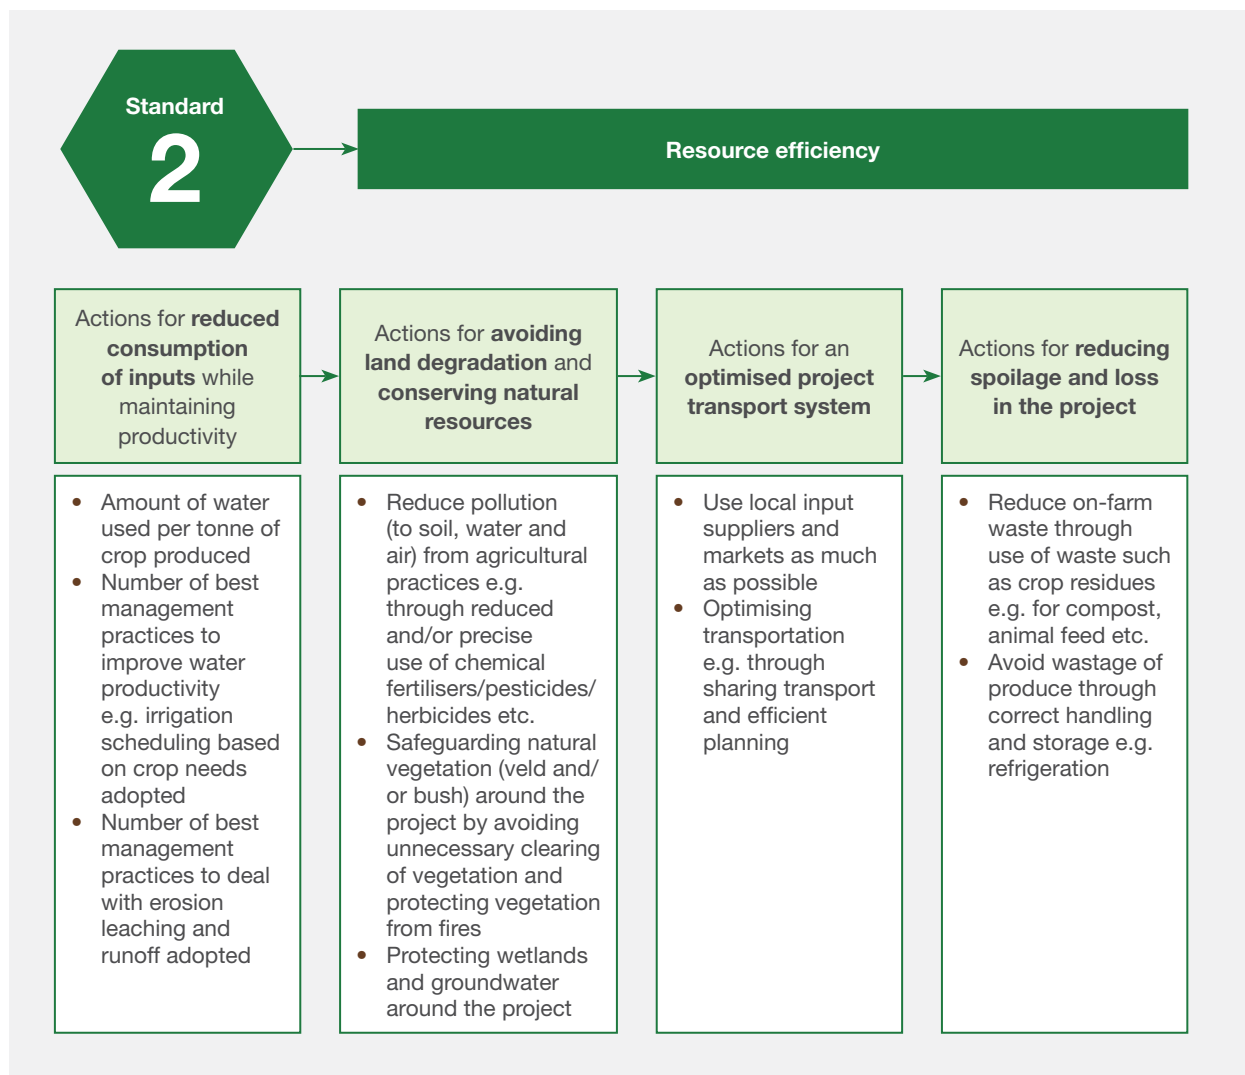 Standard
2
Resource efficiency
Actions for reduced
consumption
of inputs while
maintaining
productivity
Actions for avoiding
land degradation and
conserving natural
resources
Actions for an
optimised project
transport system
Actions for reducing
spoilage and loss
in the project
• Amount of water
used per tonne of
crop produced
• Number of best
management
practices to
improve water
productivity
e.g. irrigation
scheduling based
on crop needs
adopted
• Number of best
management
practices to deal
with erosion
leaching and
runoff adopted
• Reduce pollution
(to soil, water and
air) from agricultural
practices e.g.
through reduced
and/or precise
use of chemical
fertilisers/pesticides/
herbicides etc.
• Safeguarding natural
vegetation (veld and/
or bush) around the
project by avoiding
unnecessary clearing
of vegetation and
protecting vegetation
from fires
• Protecting wetlands
and groundwater
around the project
• Use local input
suppliers and
markets as much
as possible
• Optimising
transportation
e.g. through
sharing transport
and efficient
planning
• Reduce on-farm
waste through
use of waste such
as crop residues
e.g. for compost,
animal feed etc.
• Avoid wastage of
produce through
correct handling
and storage e.g.
refrigeration